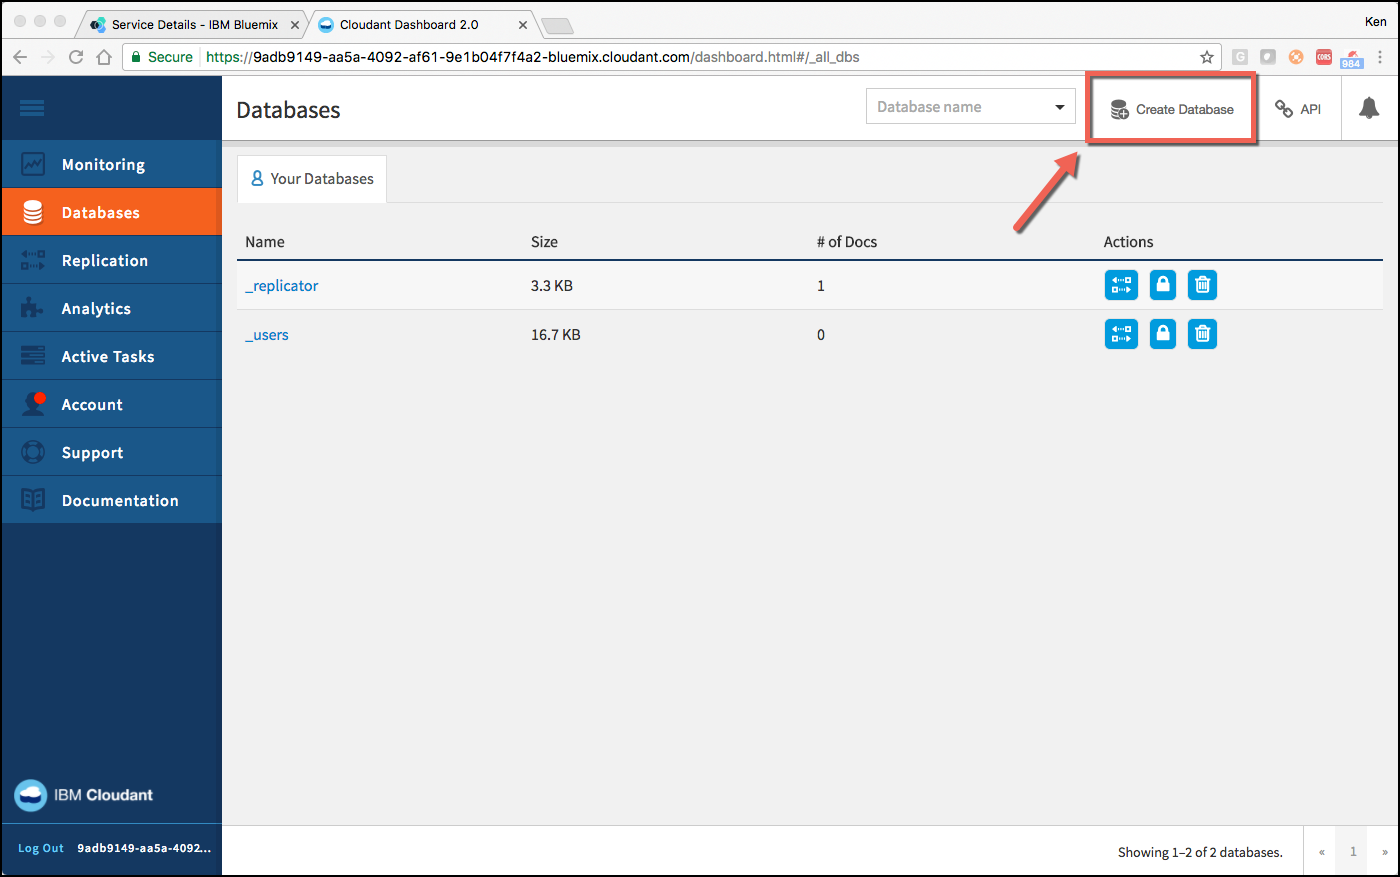 Service Details - IBM Bluemix
Cloudant Dashboard 2.0
Ken
Secure
https://9adb9149-aa5a-4092-af61-9e1b04f7f4a2-bluemix.cloudant.com/dashboard.html#/_all_dbs
G
CORS
984
Databases
Database name
Create Database
API
Monitoring
Databases
Replication
Analytics
Active Tasks
Account
Support
Documentation
Your Databases
Name Size # of Docs Actions
_replicator 3.3 KB 1
_users 16.7 KB 0
IBM Cloudant
Log Out 9adb9149-aa5a-4092...
Showing 1–2 of 2 databases.
« 1 »